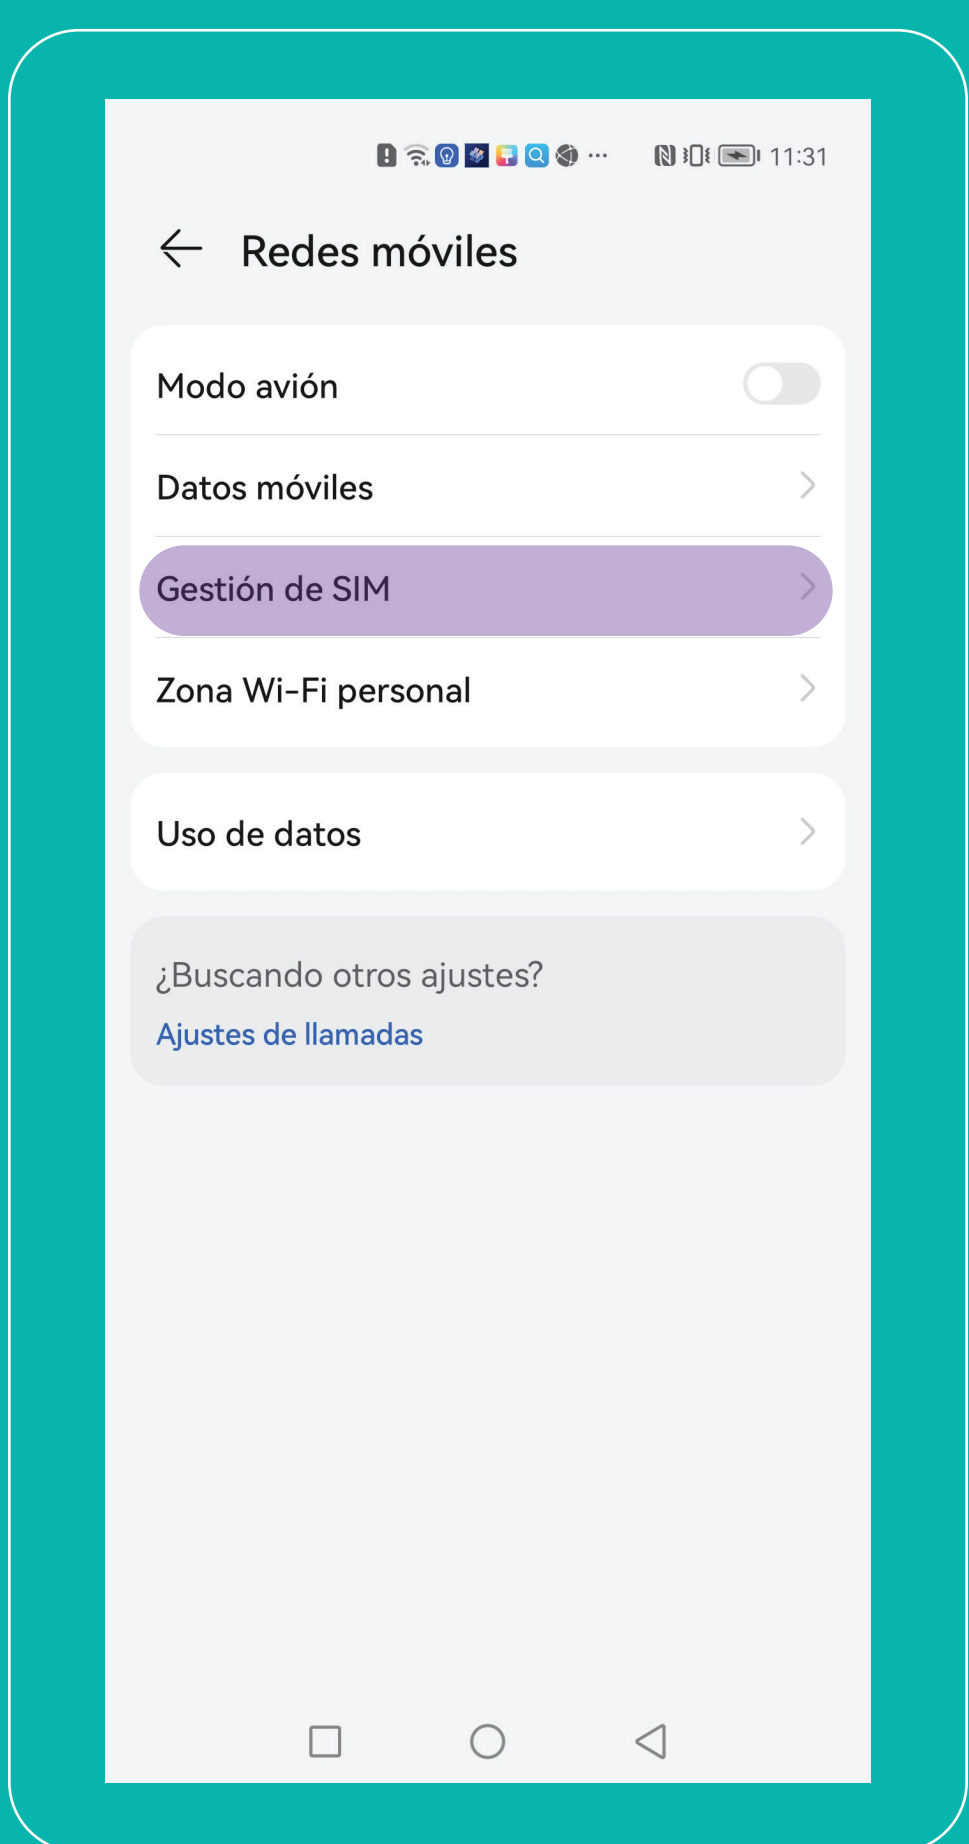 11:31
Redes móviles
Modo avión
Datos móviles
Gestión de SIM
Zona Wi-Fi personal
Uso de datos
¿Buscando otros ajustes?
Ajustes de llamadas